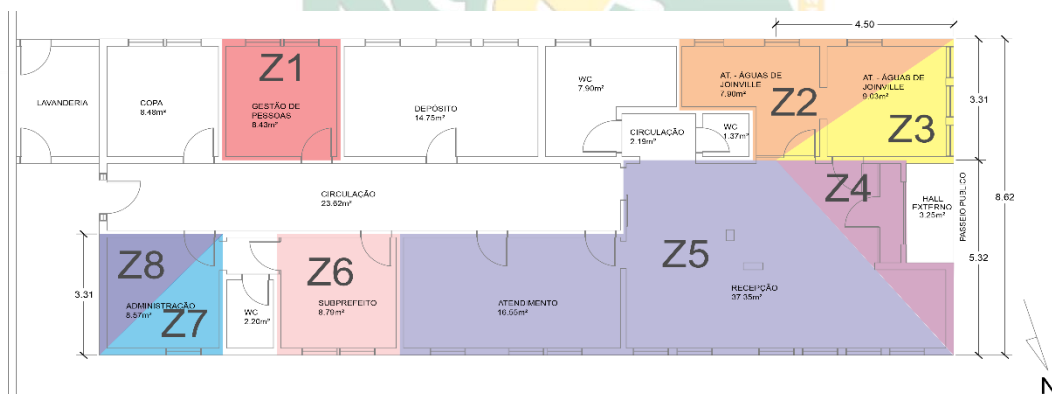 4.50
Z1
LAVANDERIA
COPA
8.48m²
GESTÃO DE
PESSOAS
8.43m²
DEPÓSITO
14.75m²
WC
7.90m²
AT. - ÁGUAS DE
JOINVILLE
7.90m²
Z2
AT. - ÁGUAS DE
JOINVILLE
9.03m²
Z3
3.31
CIRCULAÇÃO
2.19m²
WC
1.37m²
CIRCULAÇÃO
23.62m²
Z4
HALL
EXTERNO
3.25m²
PASSEIO PÚBLICO
8.62
5.32
Z5
RECEPÇÃO
37.35m²
3.31
Z8
ADMINISTRAÇÃO
8.57m²
Z7
WC
2.20m²
Z6
SUBPREFEITO
8.79m²
ATENDIMENTO
N